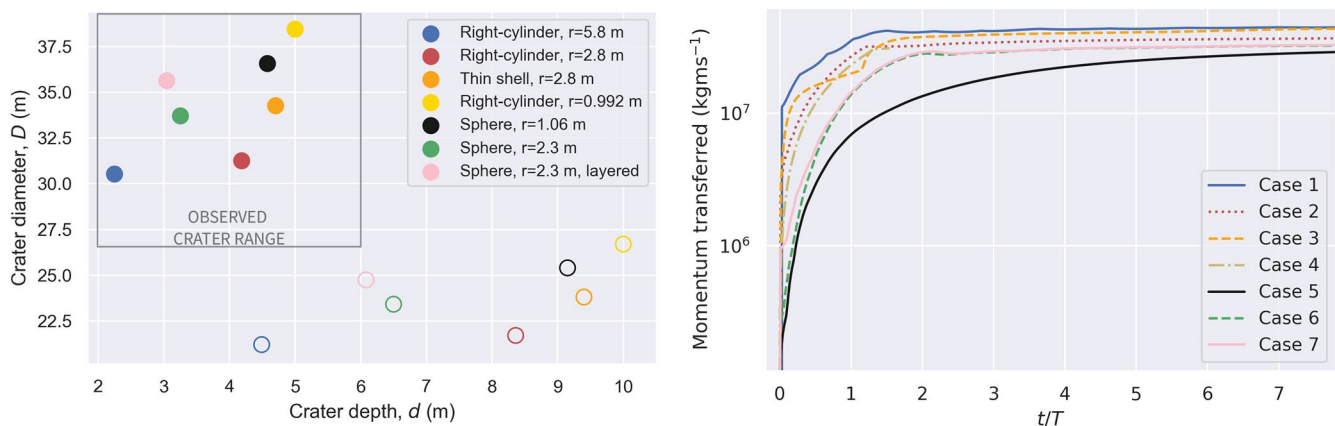 Crater diameter, D (m)
37.5
35.0
32.5
30.0
27.5
25.0
22.5
OBSERVED
CRATER RANGE
Right-cylinder, r=5.8 m
Right-cylinder, r=2.8 m
Thin shell, r=2.8 m
Right-cylinder, r=0.992 m
Sphere, r=1.06 m
Sphere, r=2.3 m
Sphere, r=2.3 m, layered
2 3 4 5 6 7 8 9 10
Crater depth, d (m)
Momentum transferred (kgms⁻¹)
10⁷
10⁶
Case 1
Case 2
Case 3
Case 4
Case 5
Case 6
Case 7
0 1 2 3 4 5 6 7
t/T